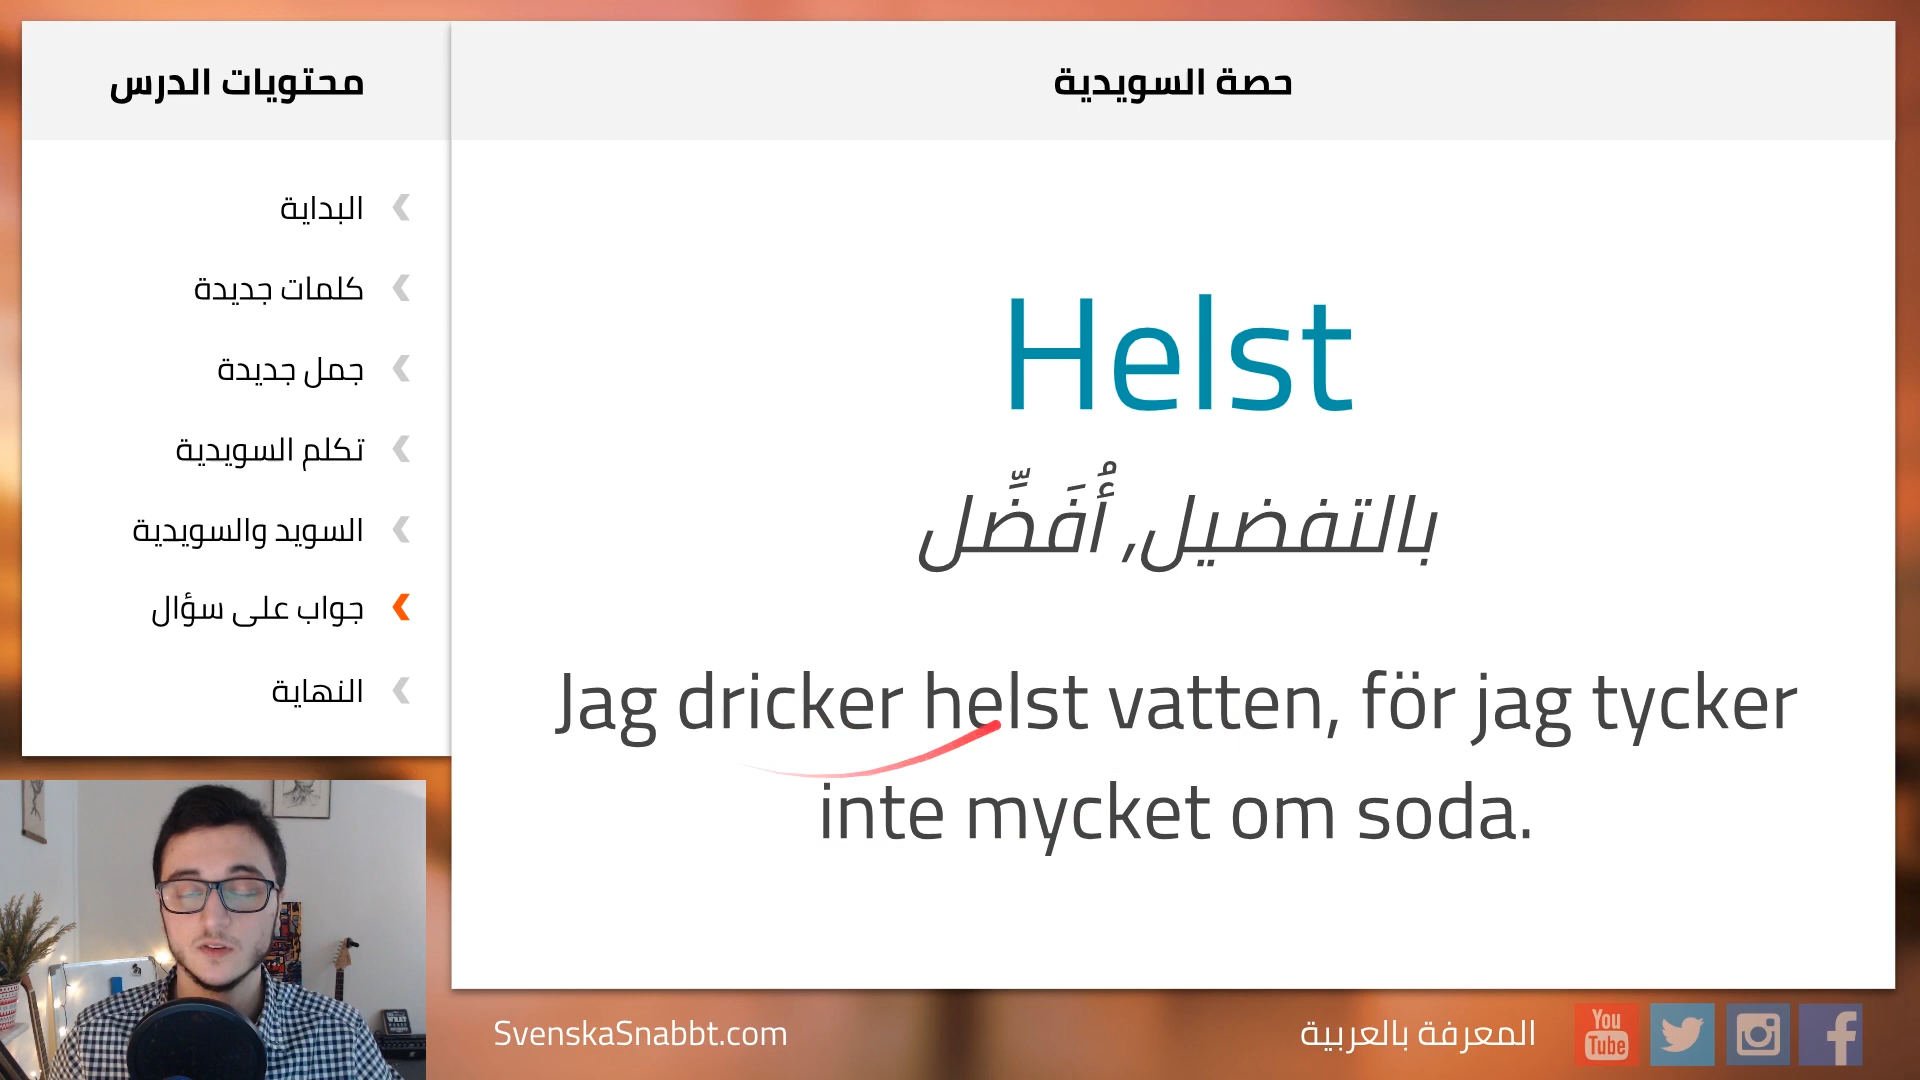 محتويات الدرس
حصة السويدية
البداية
كلمات جديدة
جمل جديدة
تكلم السويدية
السويد والسويدية
جواب على سؤال
النهاية
Helst
بالتفضيل, أُفَضِّل
Jag dricker helst vatten, för jag tycker
inte mycket om soda.
SvenskaSnabbt.com
المعرفة بالعربية
You
Tube